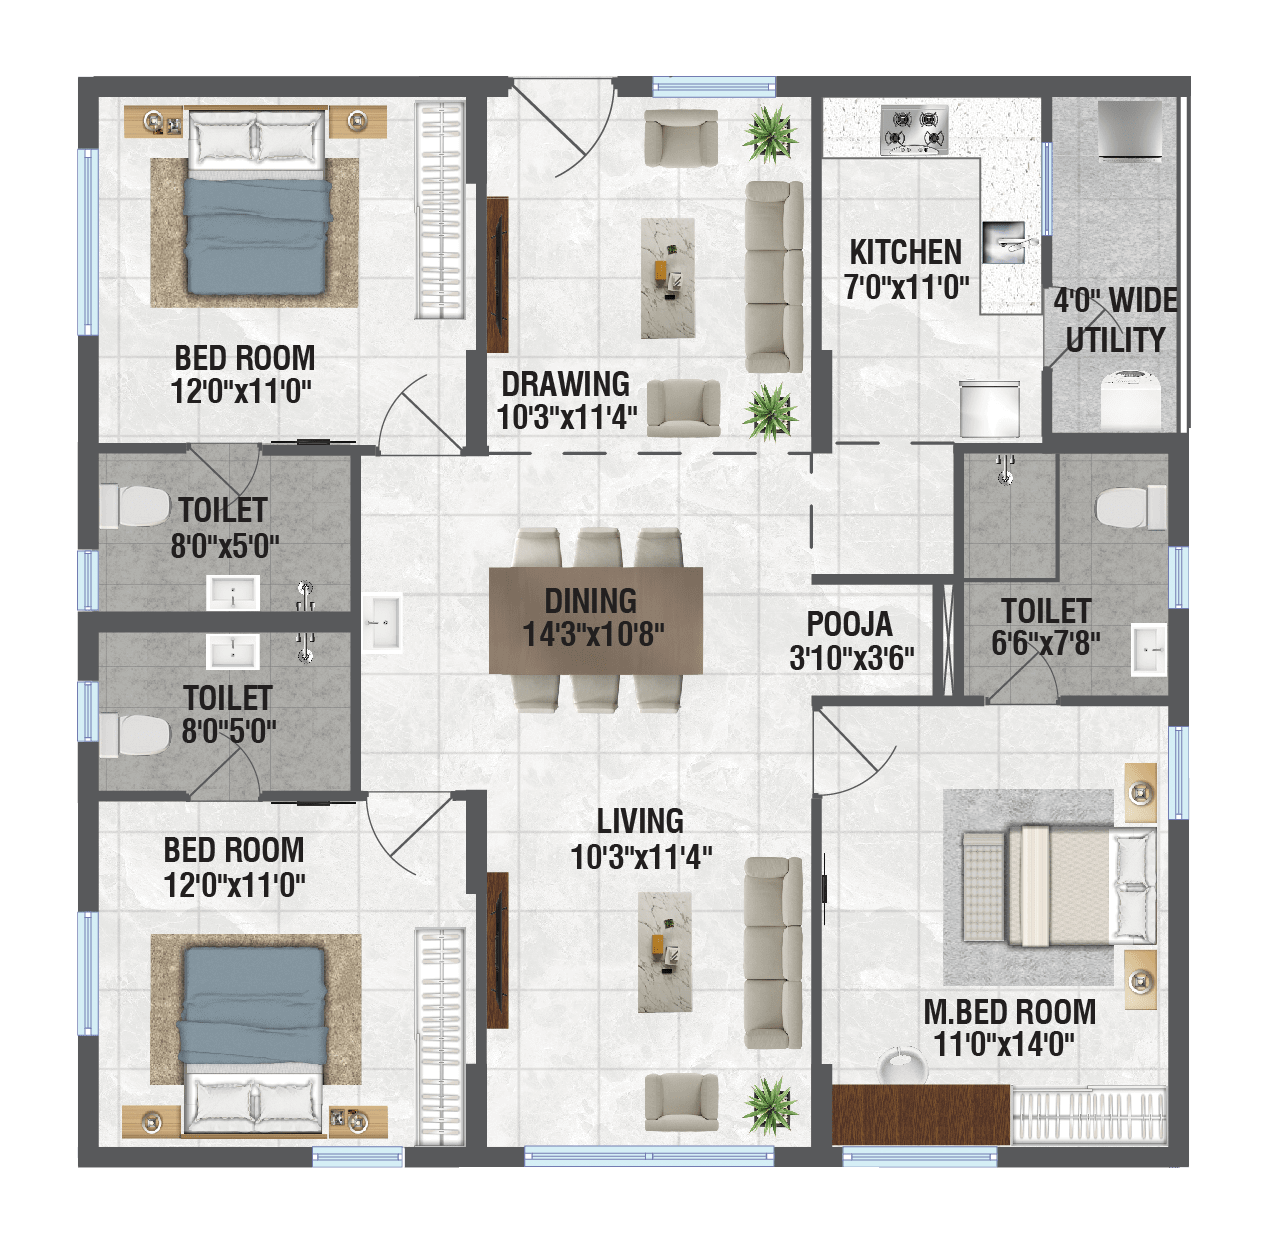 KITCHEN
7'0"x11'0"
4'0" WIDE
UTILITY
BED ROOM
12'0"x11'0"
DRAWING
10'3"x11'4"
TOILET
8'0"x5'0"
DINING
14'3"x10'8"
POOJA
3'10"x3'6"
TOILET
6'6"x7'8"
TOILET
8'0"5'0"
LIVING
10'3"x11'4"
BED ROOM
12'0"x11'0"
M.BED ROOM
11'0"x14'0"